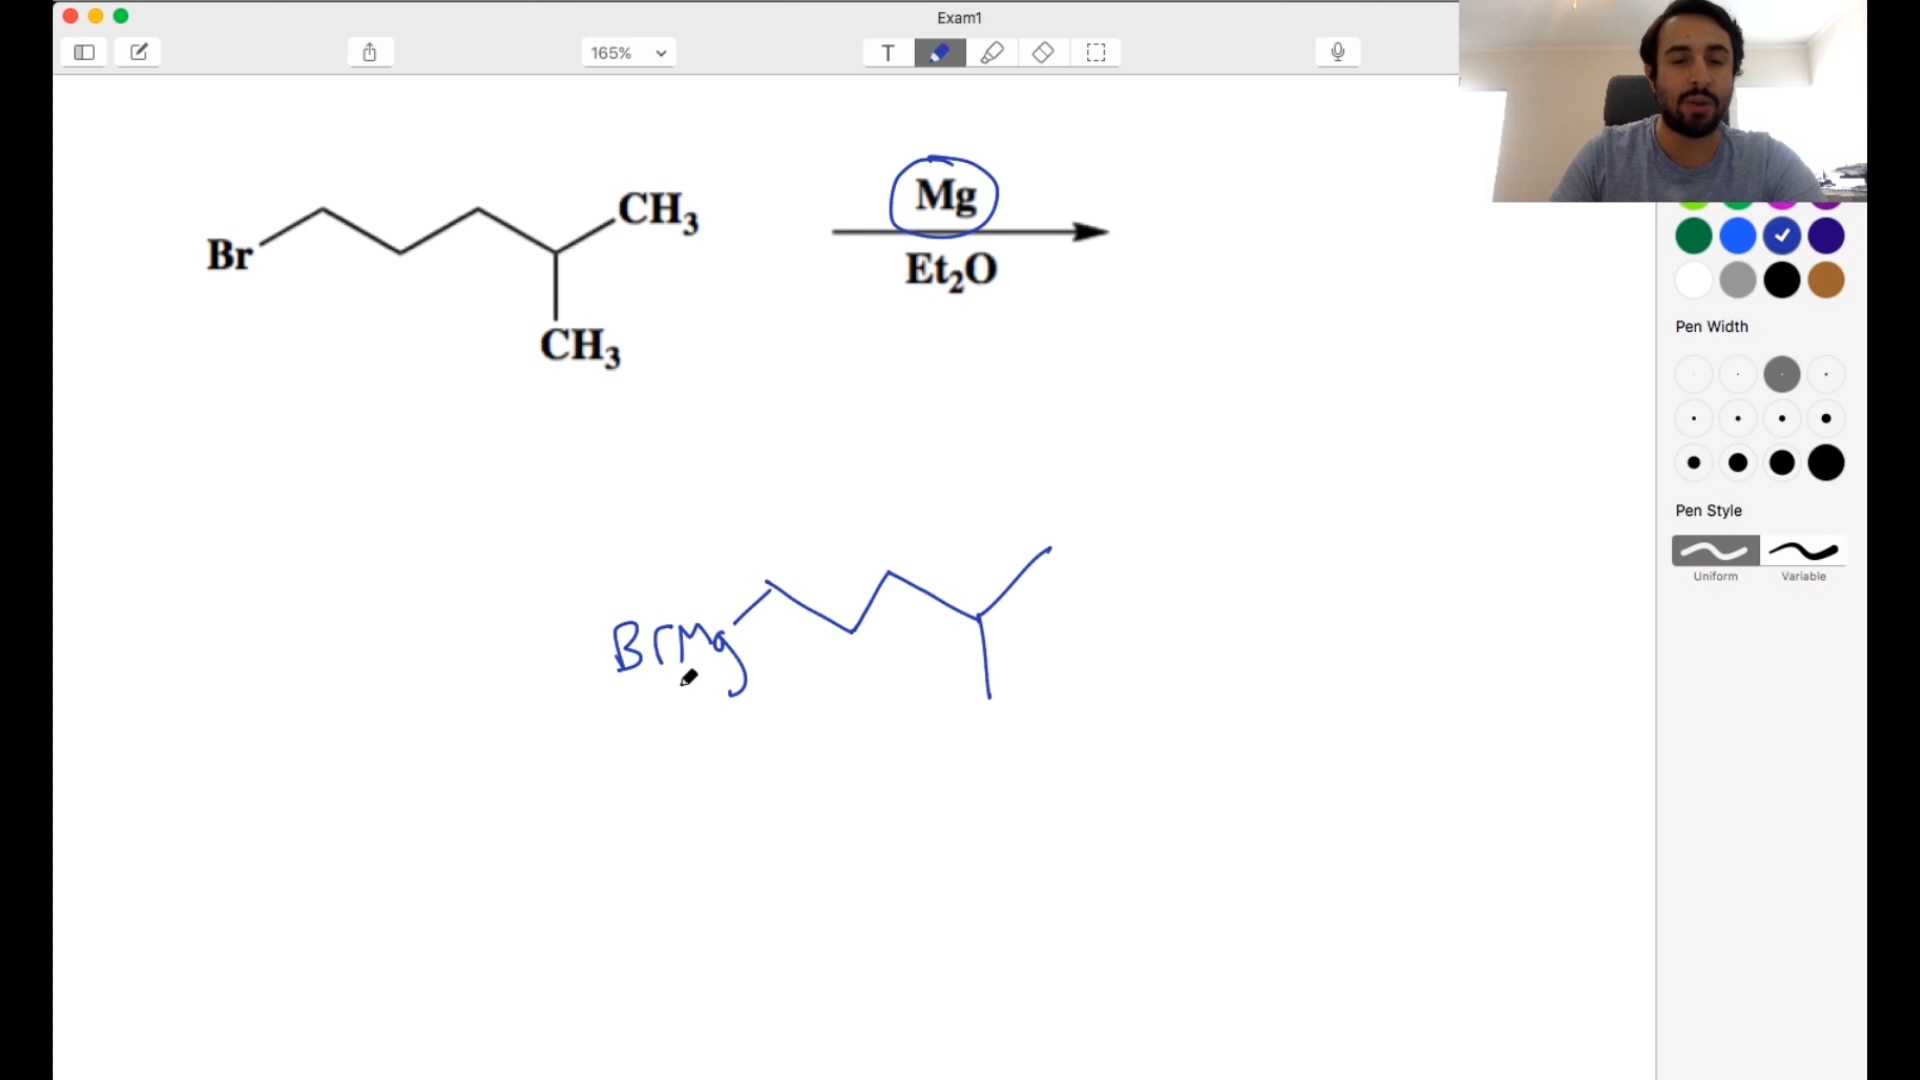 Exam1
165%
T
Mg
CH3
Br
Et2O
CH3
Pen Width
Pen Style
Uniform
Variable
BrMg